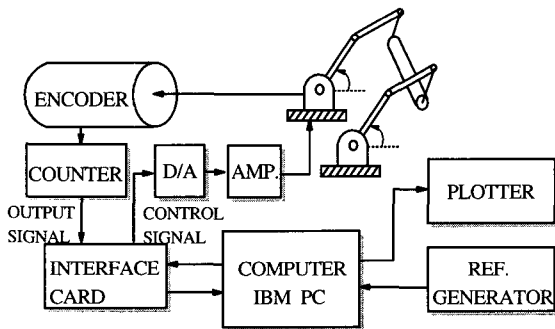 ENCODER
COUNTER
D/A
AMP.
OUTPUT
SIGNAL
CONTROL
SIGNAL
PLOTTER
INTERFACE
CARD
COMPUTER
IBM PC
REF.
GENERATOR